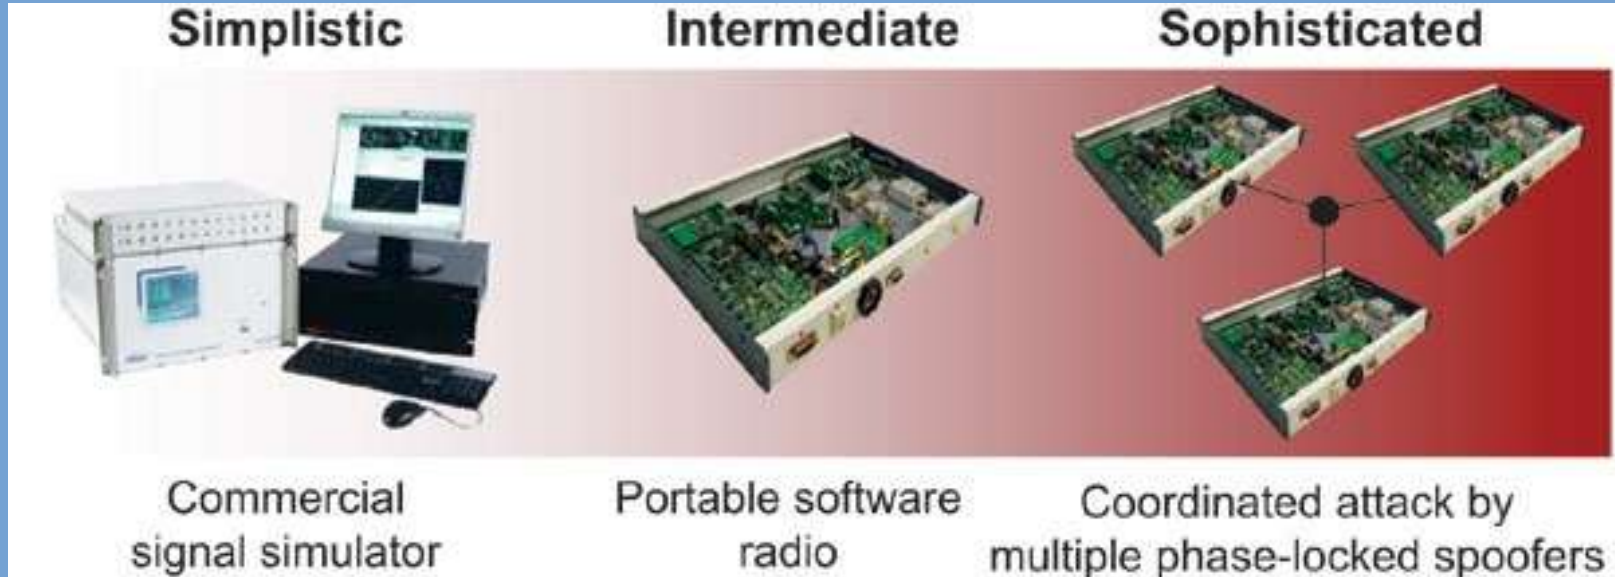 Simplistic
Intermediate
Sophisticated
Commercial
signal simulator
Portable software
radio
Coordinated attack by
multiple phase-locked spoofers